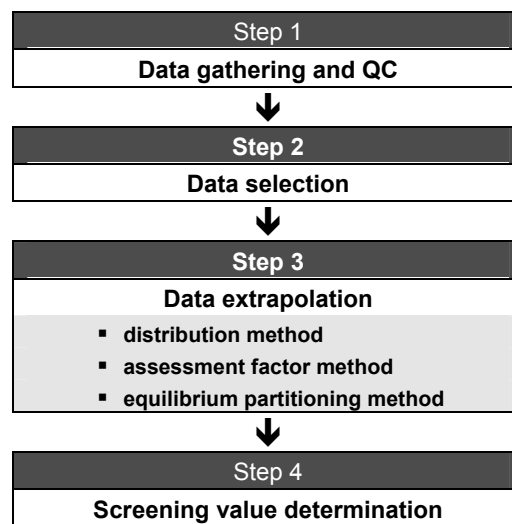 Step 1
Data gathering and QC
Step 2
Data selection
Step 3
Data extrapolation
▪ distribution method
▪ assessment factor method
▪ equilibrium partitioning method
Step 4
Screening value determination